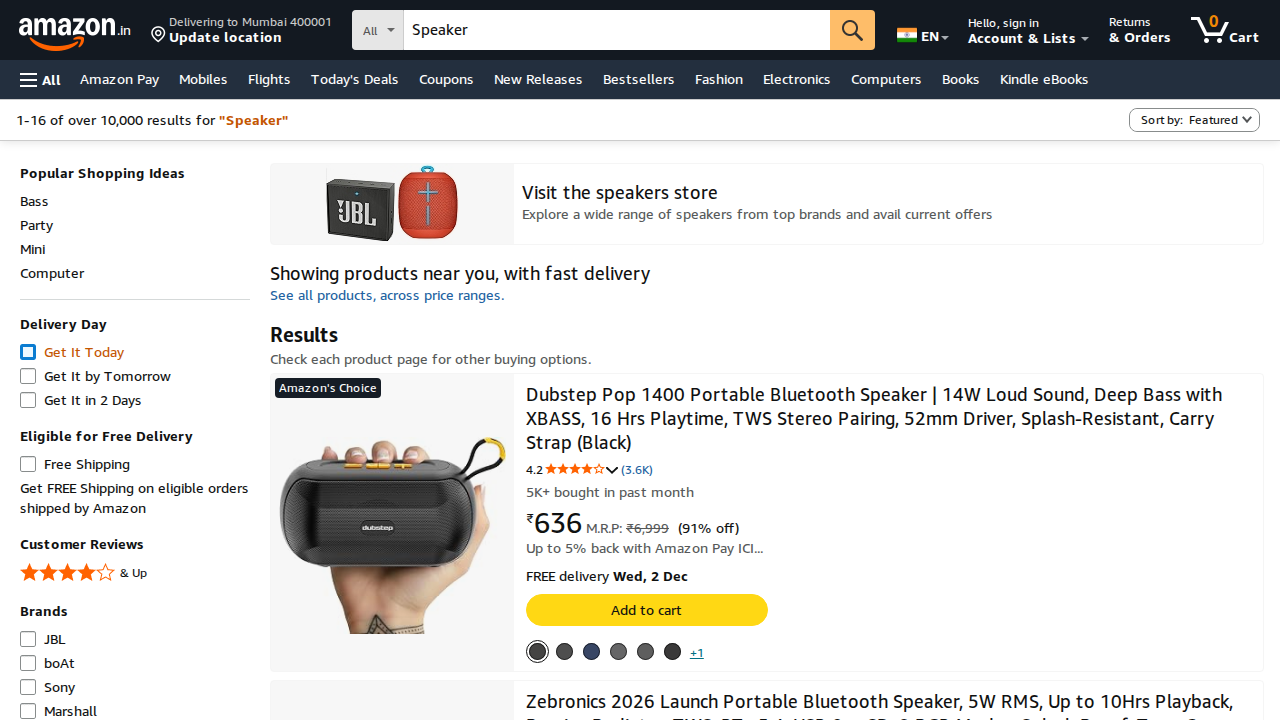 amazon.in
Delivering to Mumbai 400001
Update location
All
Speaker
EN
Hello, sign in
Account & Lists
Returns
& Orders
0
Cart
All
Amazon Pay
Mobiles
Flights
Today's Deals
Coupons
New Releases
Bestsellers
Fashion
Electronics
Computers
Books
Kindle eBooks
1-16 of over 10,000 results for "Speaker"
Sort by: Featured
Popular Shopping Ideas
Bass
Party
Mini
Computer
Delivery Day
Get It Today
Get It by Tomorrow
Get It in 2 Days
Eligible for Free Delivery
Free Shipping
Get FREE Shipping on eligible orders
shipped by Amazon
Customer Reviews
& Up
Brands
JBL
boAt
Sony
Marshall
JBL
Visit the speakers store
Explore a wide range of speakers from top brands and avail current offers
Showing products near you, with fast delivery
See all products, across price ranges.
Results
Check each product page for other buying options.
Amazon's Choice
dubstep
Dubstep Pop 1400 Portable Bluetooth Speaker | 14W Loud Sound, Deep Bass with
XBASS, 16 Hrs Playtime, TWS Stereo Pairing, 52mm Driver, Splash-Resistant, Carry
Strap (Black)
4.2 (3.6K)
5K+ bought in past month
₹636 M.R.P: ₹6,999 (91% off)
Up to 5% back with Amazon Pay ICI…
FREE delivery Wed, 2 Dec
Add to cart
+1
Zebronics 2026 Launch Portable Bluetooth Speaker, 5W RMS, Up to 10Hrs Playback,